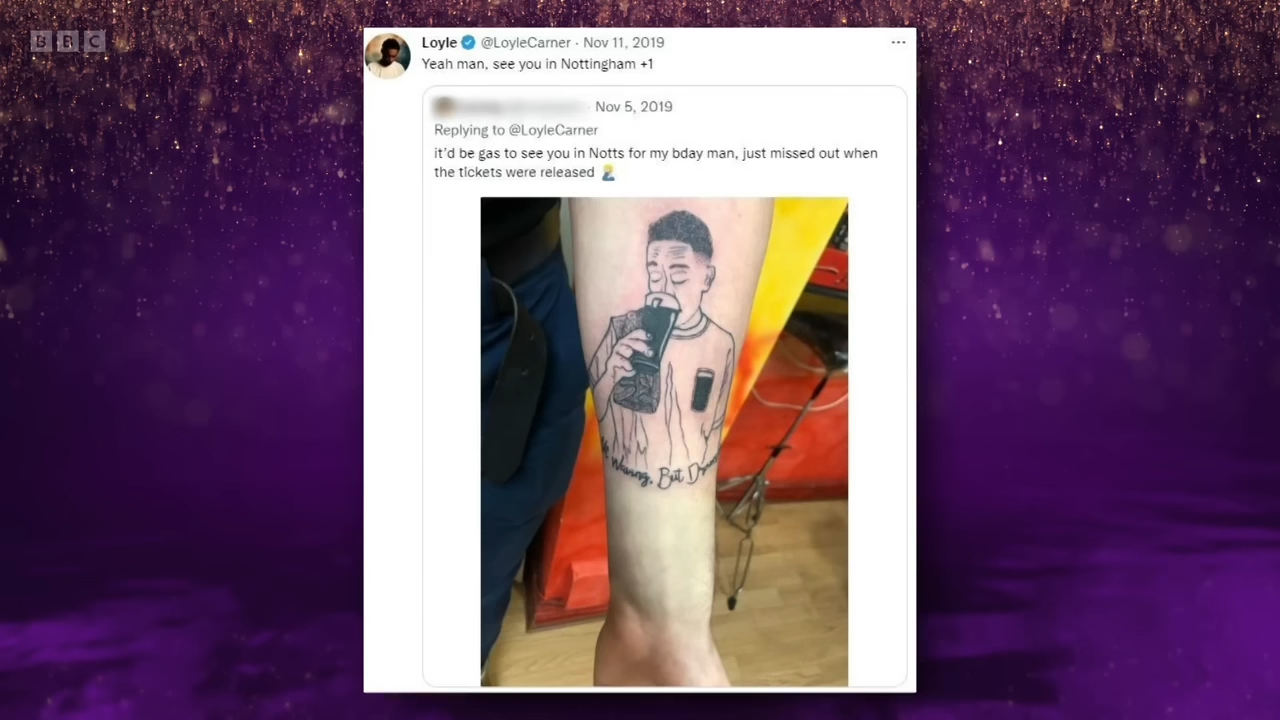 BBC
Loyle @LoyleCarner · Nov 11, 2019
Yeah man, see you in Nottingham +1
· Nov 5, 2019
Replying to @LoyleCarner
it'd be gas to see you in Notts for my bday man, just missed out when
the tickets were released
Waving, But